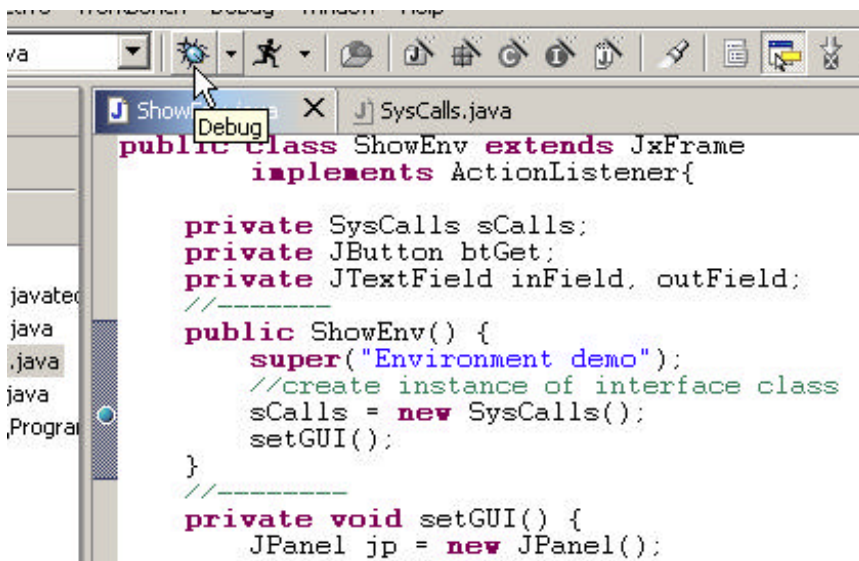 Debug
va
ShowEnv.java
SysCalls.java
Debug
public class ShowEnv extends JxFrame
implements ActionListener{
private SysCalls sCalls;
private JButton btGet;
private JTextField inField, outField;
//-------
public ShowEnv() {
super("Environment demo");
//create instance of interface class
sCalls = new SysCalls();
setGUI();
}
//--------
private void setGUI() {
JPanel jp = new JPanel();
javatec
java
.java
java
Progra